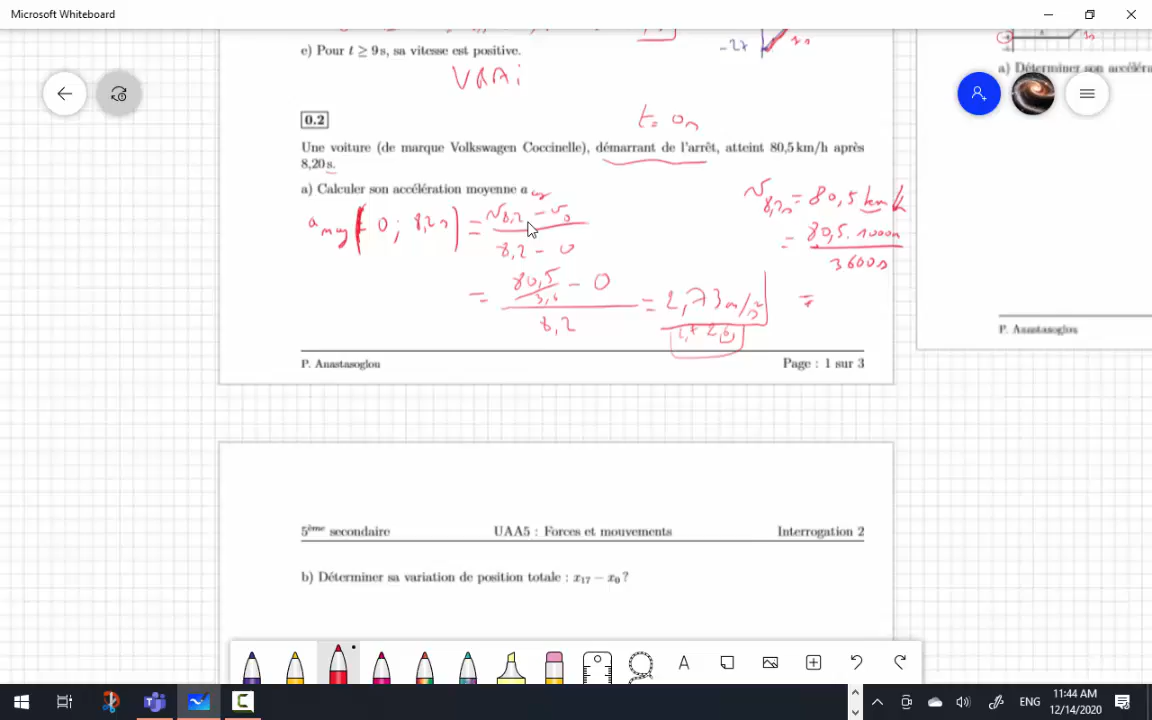 Microsoft Whiteboard
e) Pour t ≥ 9 s, sa vitesse est positive.
-27
VRAi
a) Déterminer son accéléra
0.2
t = 0s
Une voiture (de marque Volkswagen Coccinelle), démarrant de l'arrêt, atteint 80,5 km/h après
8,20 s.
a) Calculer son accélération moyenne a
a moy [0 ; 8,2s] = v8,2 - v0
8,2 - 0
= 80,5/3,6 - 0
8,2
= 2,73 m/s²
v8,2s = 80,5 km/h
= 80,5 . 1000m
3600s
=
P. Anastasoglou
Page : 1 sur 3
P. Anastasoglou
5ème secondaire
UAA5 : Forces et mouvements
Interrogation 2
b) Déterminer sa variation de position totale : x17 − x0 ?
A
ENG
11:44 AM
12/14/2020